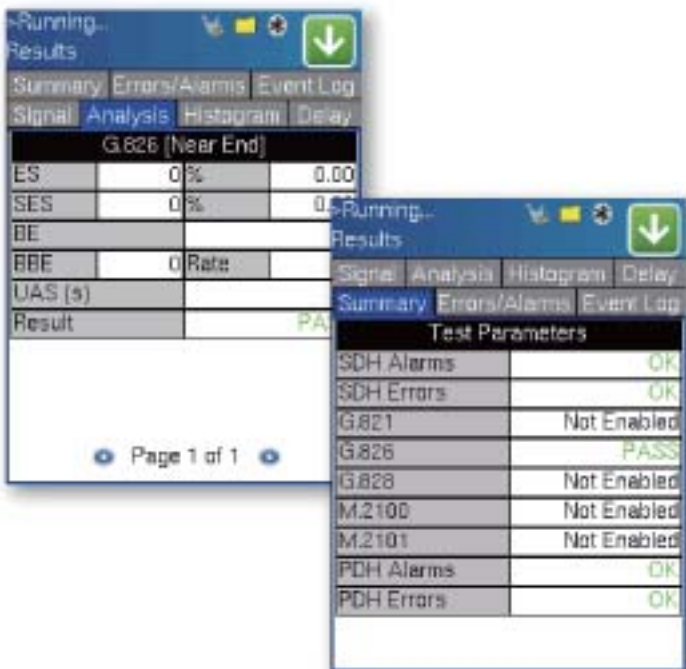 >Running...
Results
Summary Errors/Alarms Event Log
Signal Analysis Histogram Delay
G.826 [Near End]
ES 0 % 0.00
SES 0 % 0.
BE
BBE 0 Rate
UAS (s)
Result PA
Page 1 of 1
>Running...
Results
Signal Analysis Histogram Delay
Summary Errors/Alarms Event Log
Test Parameters
SDH Alarms OK
SDH Errors OK
G.821 Not Enabled
G.826 PASS
G.828 Not Enabled
M.2100 Not Enabled
M.2101 Not Enabled
PDH Alarms OK
PDH Errors OK